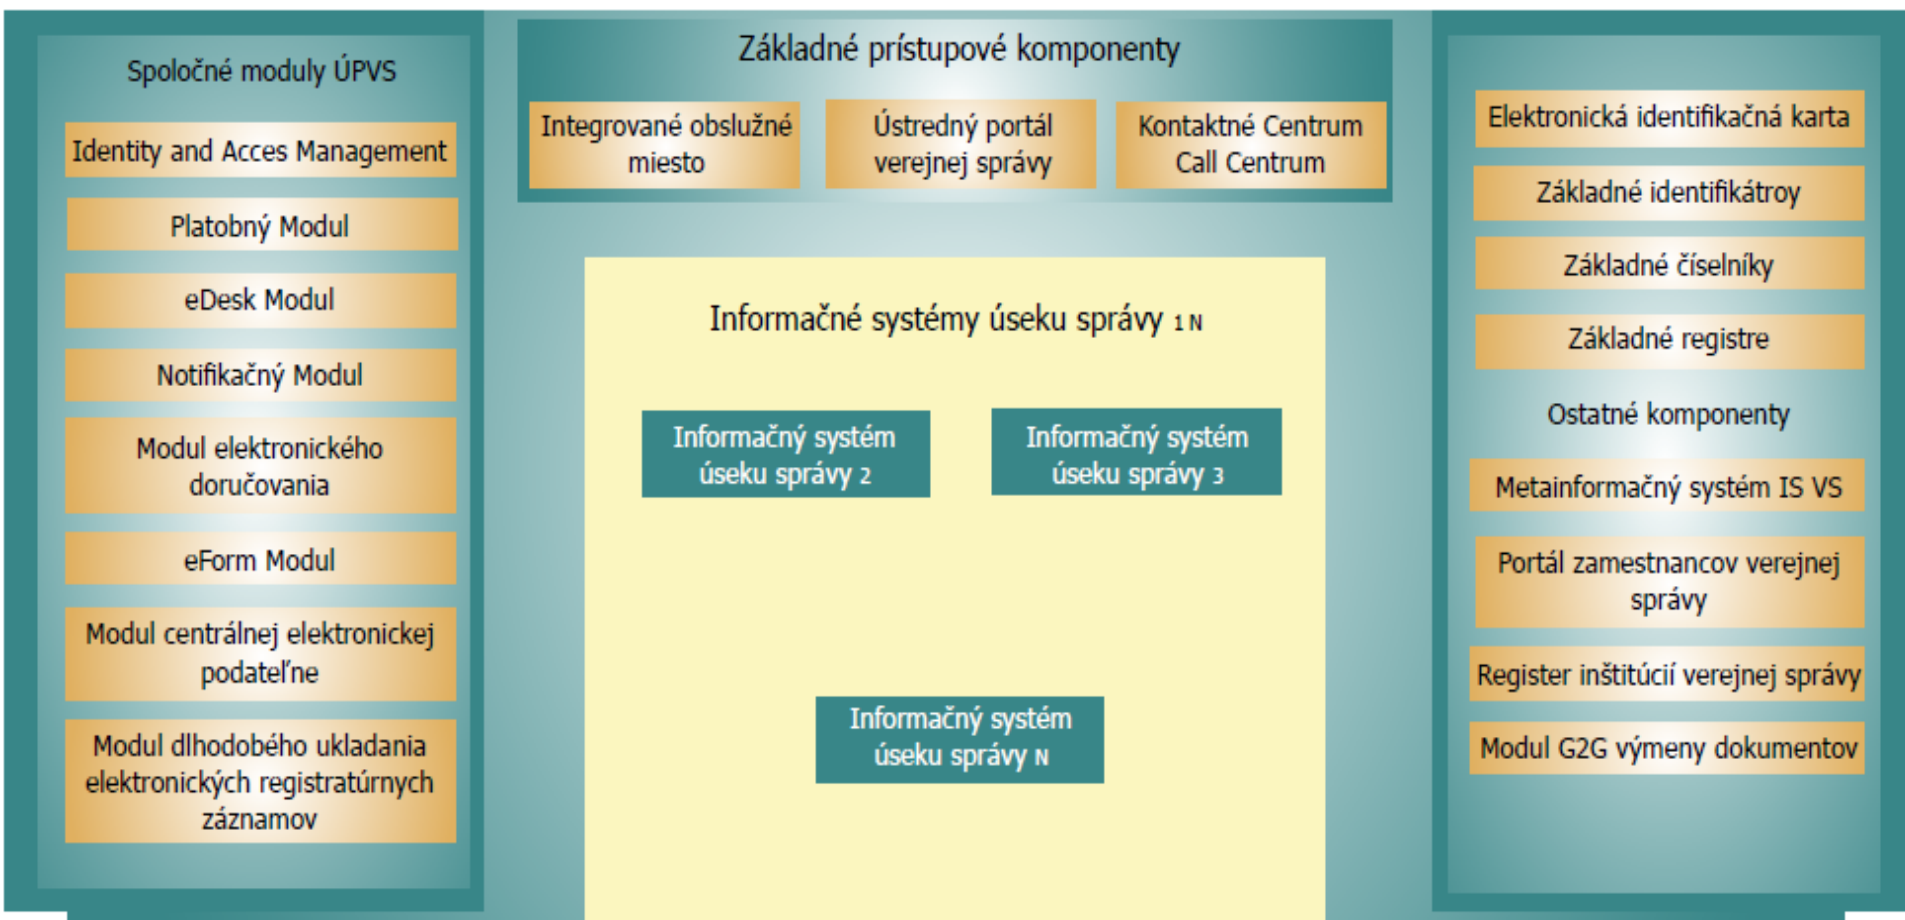 Spoločné moduly ÚPVS
Identity and Acces Management
Platobný Modul
eDesk Modul
Notifikačný Modul
Modul elektronického
doručovania
eForm Modul
Modul centrálnej elektronickej
podateľne
Modul dlhodobého ukladania
elektronických registratúrnych
záznamov
Základné prístupové komponenty
Integrované obslužné
miesto
Ústredný portál
verejnej správy
Kontaktné Centrum
Call Centrum
Informačné systémy úseku správy 1 N
Informačný systém
úseku správy 2
Informačný systém
úseku správy 3
Informačný systém
úseku správy N
Elektronická identifikačná karta
Základné identifikátroy
Základné číselníky
Základné registre
Ostatné komponenty
Metainformačný systém IS VS
Portál zamestnancov verejnej
správy
Register inštitúcií verejnej správy
Modul G2G výmeny dokumentov